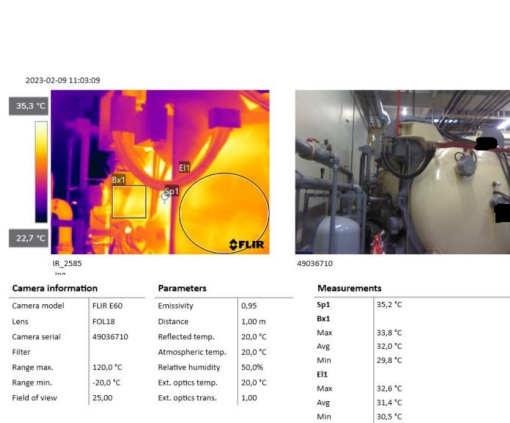 2023-02-09 11:03:09
35,3 °C
El1
Bx1
Sp1
22,7 °C
FLIR
IR_2585
49036710
Camera information
Camera model FLIR E60
Lens FOL18
Camera serial 49036710
Filter
Range max. 120,0 °C
Range min. -20,0 °C
Field of view 25,00
Parameters
Emissivity 0,95
Distance 1,00 m
Reflected temp. 20,0 °C
Atmospheric temp. 20,0 °C
Relative humidity 50,0%
Ext. optics temp. 20,0 °C
Ext. optics trans. 1,00
Measurements
Sp1 35,2 °C
Bx1
Max 33,8 °C
Avg 32,0 °C
Min 29,8 °C
El1
Max 32,6 °C
Avg 31,4 °C
Min 30,5 °C